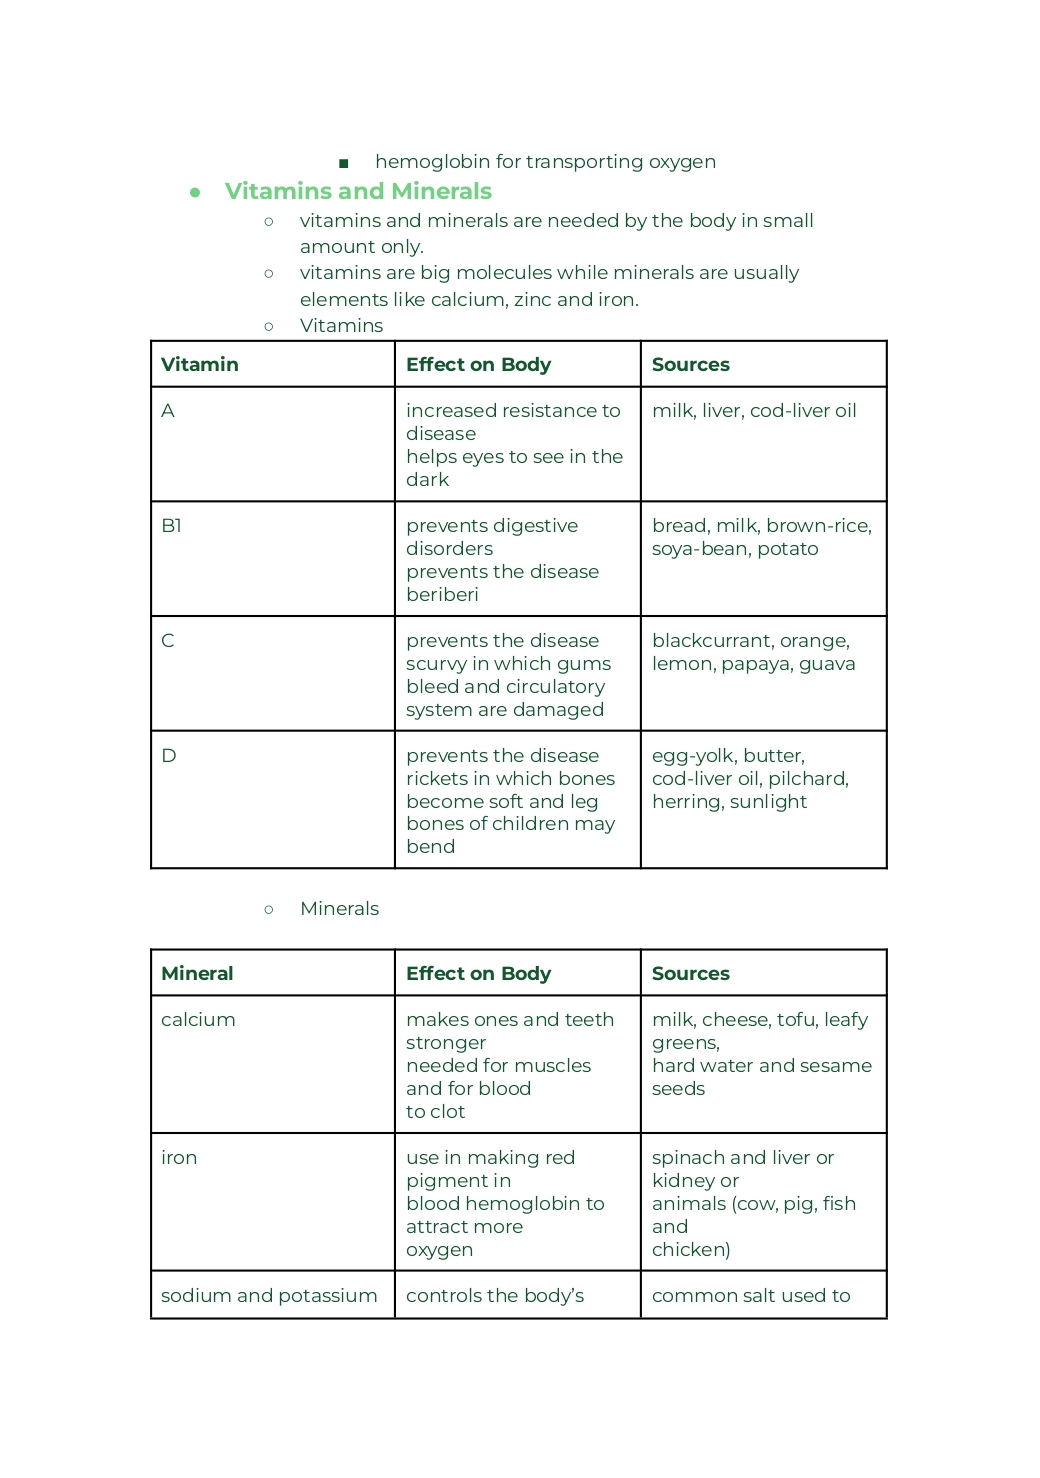 ■ hemoglobin for transporting oxygen
● Vitamins and Minerals
○ vitamins and minerals are needed by the body in small
amount only.
○ vitamins are big molecules while minerals are usually
elements like calcium, zinc and iron.
○ Vitamins
Vitamin Effect on Body Sources
A increased resistance to milk, liver, cod-liver oil
disease
helps eyes to see in the
dark
B1 prevents digestive bread, milk, brown-rice,
disorders soya-bean, potato
prevents the disease
beriberi
C prevents the disease blackcurrant, orange,
scurvy in which gums lemon, papaya, guava
bleed and circulatory
system are damaged
D prevents the disease egg-yolk, butter,
rickets in which bones cod-liver oil, pilchard,
become soft and leg herring, sunlight
bones of children may
bend
○ Minerals
Mineral Effect on Body Sources
calcium makes ones and teeth milk, cheese, tofu, leafy
stronger greens,
needed for muscles hard water and sesame
and for blood seeds
to clot
iron use in making red spinach and liver or
pigment in kidney or
blood hemoglobin to animals (cow, pig, fish
attract more and
oxygen chicken)
sodium and potassium controls the body’s common salt used to